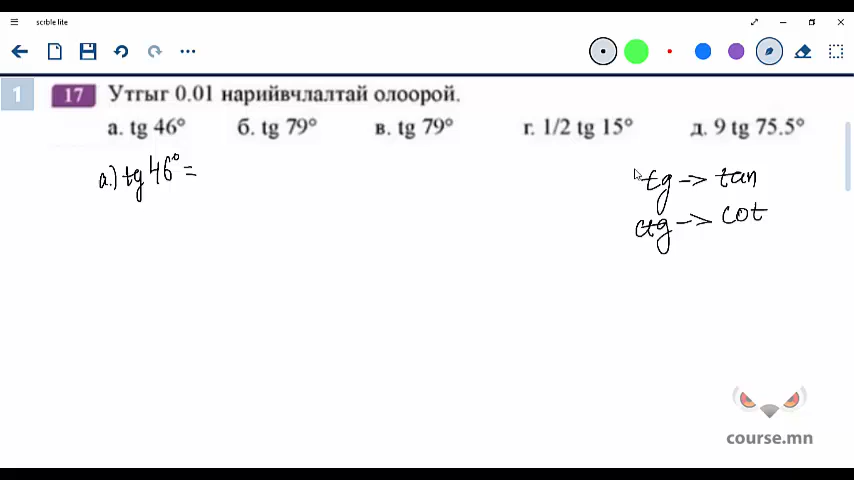 scrble lite
1
17 Утгыг 0.01 нарийвчлалтай олоорой.
а. tg 46° б. tg 79° в. tg 79° г. 1/2 tg 15° д. 9 tg 75.5°
а.) tg 46° =
tg -> tan
ctg -> cot
course.mn